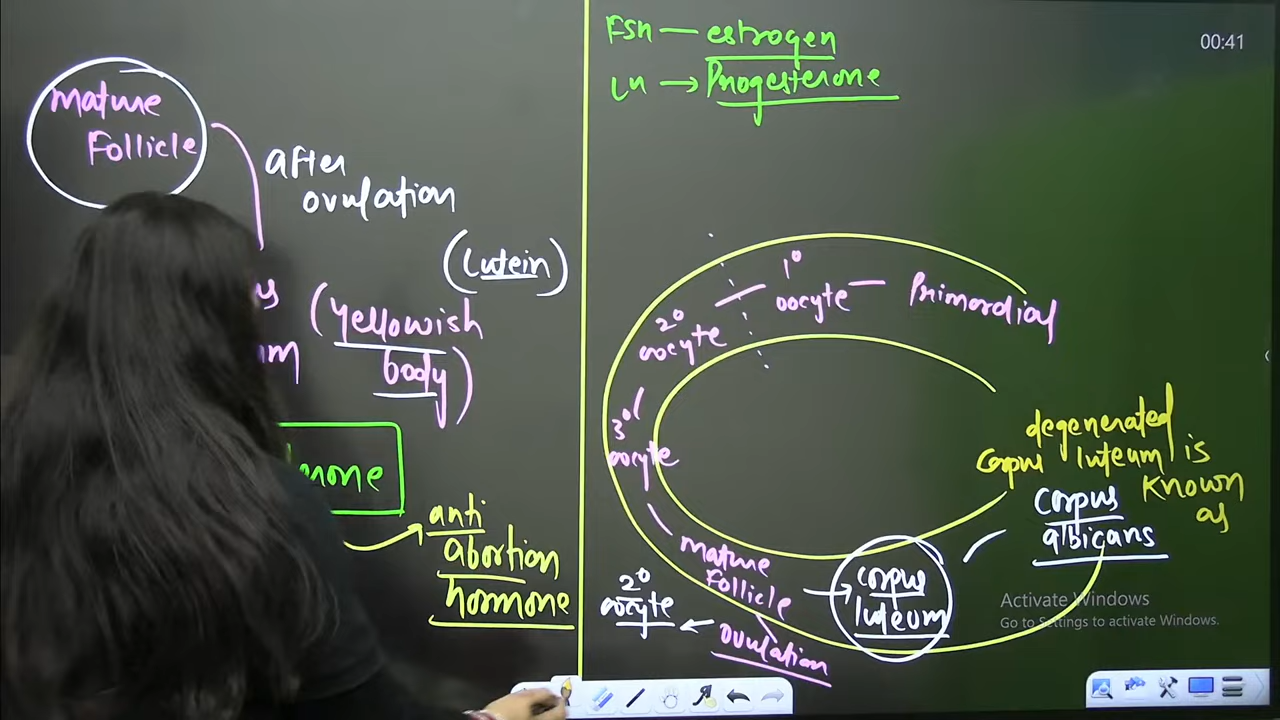 Mature
Follicle
after
ovulation
(Lutein)
(Yellowish
body)
anti
abortion
hormone
FSH — estrogen
LH → Progesterone
00:41
1° oocyte — Primordial
2° oocyte
3° oocyte
Mature
Follicle
corpus
luteum
2°
oocyte
ovulation
degenerated
corpus luteum is
known
as
corpus
albicans
Activate Windows
Go to Settings to activate Windows.